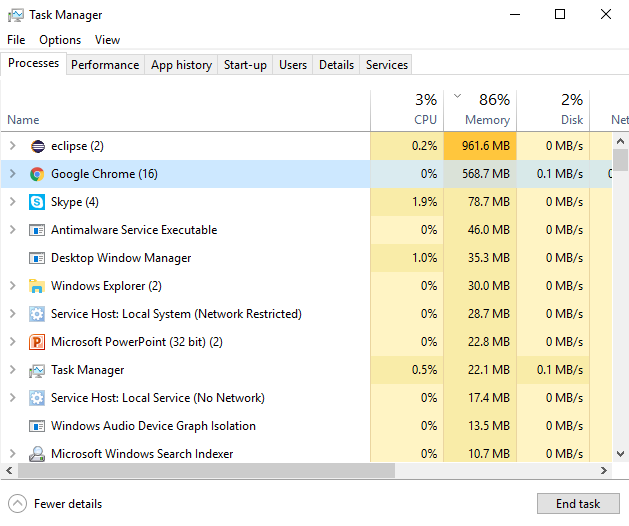 Task Manager
File Options View
Processes Performance App history Start-up Users Details Services
3% 86% 2%
Name CPU Memory Disk Net
eclipse (2) 0.2% 961.6 MB 0 MB/s
Google Chrome (16) 0% 568.7 MB 0.1 MB/s
Skype (4) 1.9% 78.7 MB 0 MB/s
Antimalware Service Executable 0% 46.0 MB 0 MB/s
Desktop Window Manager 1.0% 35.3 MB 0 MB/s
Windows Explorer (2) 0% 30.0 MB 0 MB/s
Service Host: Local System (Network Restricted) 0% 28.7 MB 0 MB/s
Microsoft PowerPoint (32 bit) (2) 0% 22.8 MB 0 MB/s
Task Manager 0.5% 22.1 MB 0.1 MB/s
Service Host: Local Service (No Network) 0% 17.4 MB 0 MB/s
Windows Audio Device Graph Isolation 0% 13.5 MB 0 MB/s
Microsoft Windows Search Indexer 0% 10.7 MB 0 MB/s
Fewer details End task